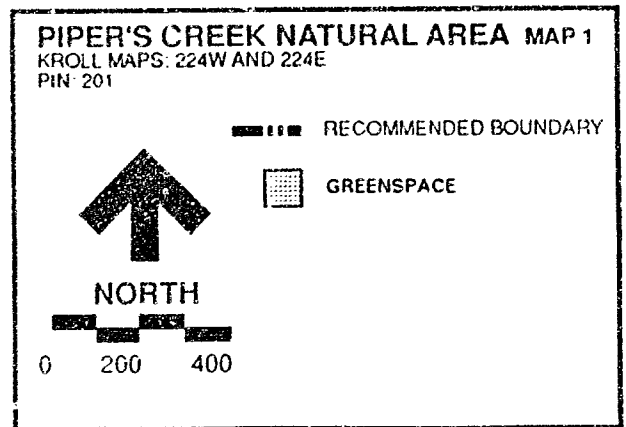 PIPER'S CREEK NATURAL AREA MAP 1
KROLL MAPS: 224W AND 224E
PIN: 201
RECOMMENDED BOUNDARY
GREENSPACE
NORTH
0 200 400